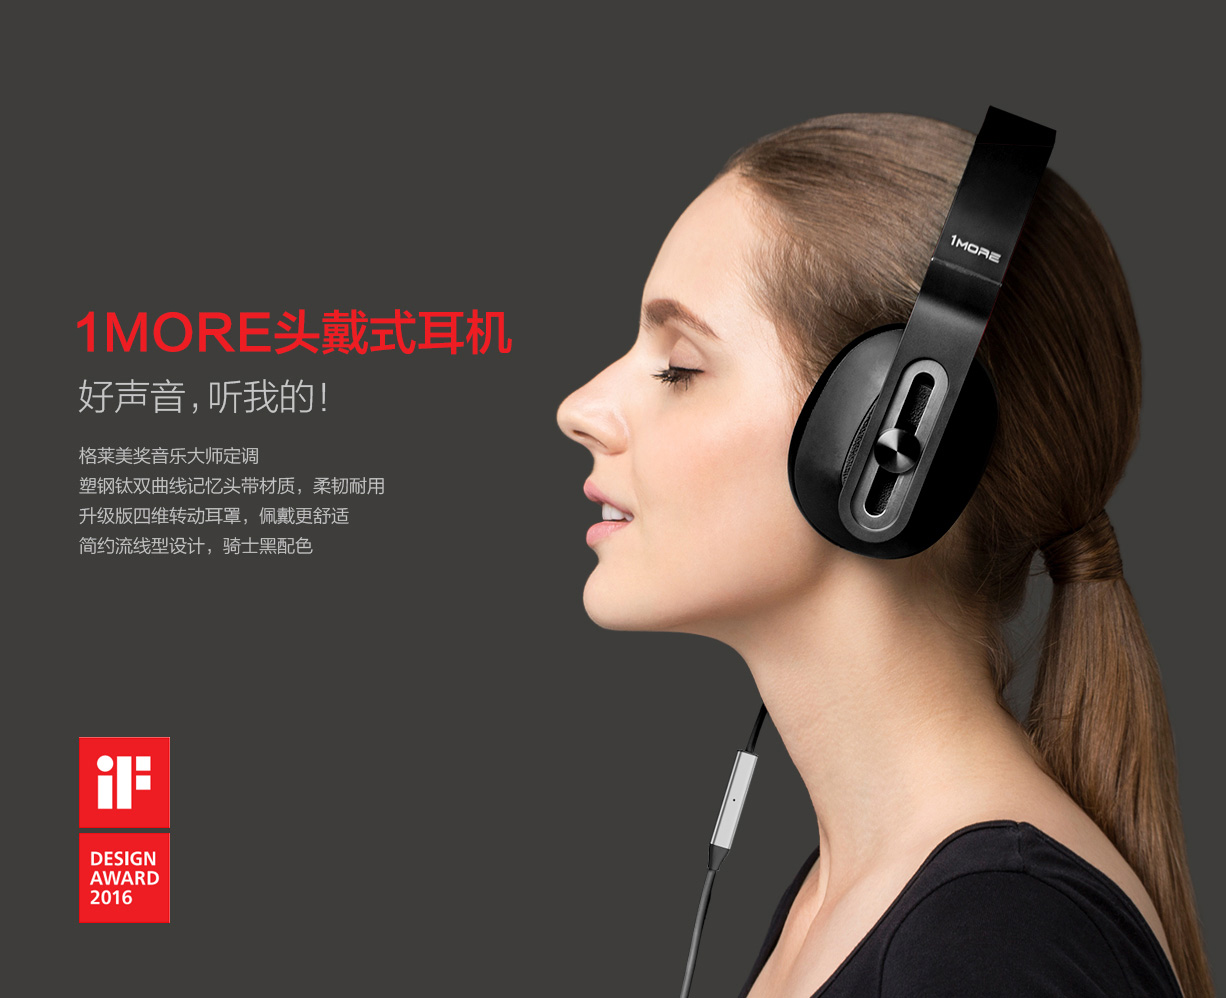 1MORE头戴式耳机
好声音,听我的!
格莱美奖音乐大师定调
塑钢钛双曲线记忆头带材质，柔韧耐用
升级版四维转动耳罩，佩戴更舒适
简约流线型设计，骑士黑配色
1MORE
iF
DESIGN
AWARD
2016